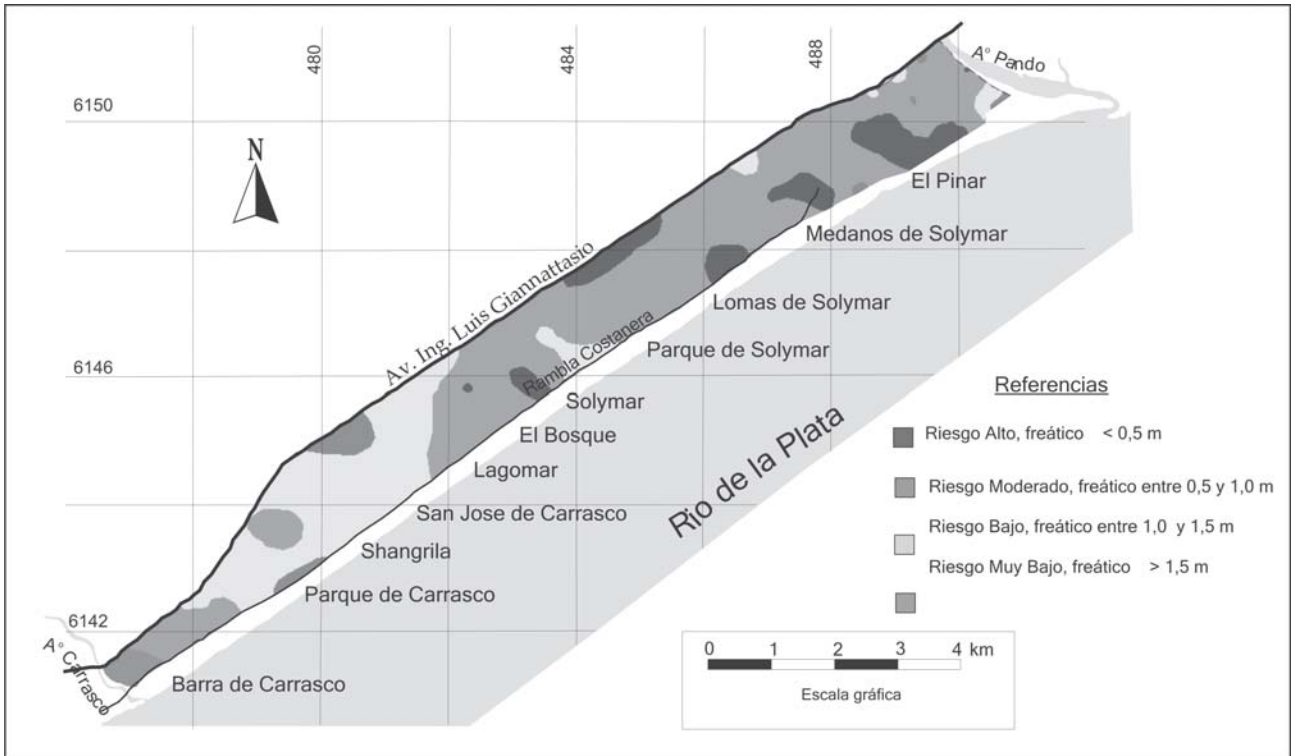 480
484
488
A° Pando
6150
N
El Pinar
Medanos de Solymar
Av. Ing. Luis Giannattasio
Lomas de Solymar
Rambla Costanera
Parque de Solymar
6146
Referencias
Solymar
El Bosque
Riesgo Alto, freático < 0,5 m
Lagomar
Rio de la Plata
Riesgo Moderado, freático entre 0,5 y 1,0 m
San Jose de Carrasco
Riesgo Bajo, freático entre 1,0 y 1,5 m
Shangrila
Riesgo Muy Bajo, freático > 1,5 m
Parque de Carrasco
6142
A° Carrasco
0 1 2 3 4 km
Barra de Carrasco
Escala gráfica